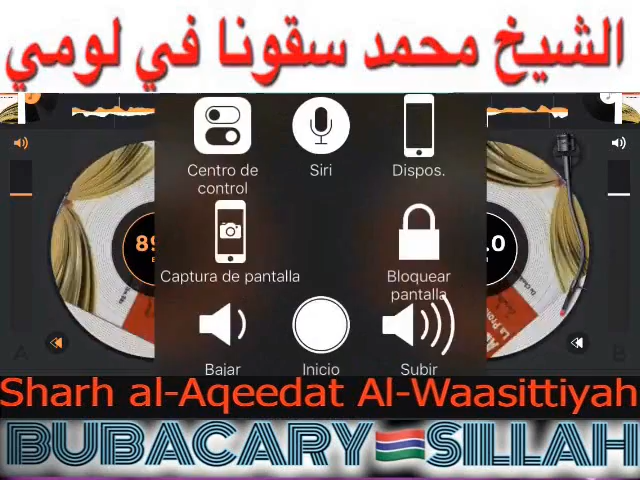 الشيخ محمد سقونا في لومي
Centro de
control
Siri
Dispos.
Captura de pantalla
Bloquear
pantalla
Bajar
Inicio
Subir
A
B
Sharh al-Aqeedat Al-Waasittiyah
BUBACARY SILLAH